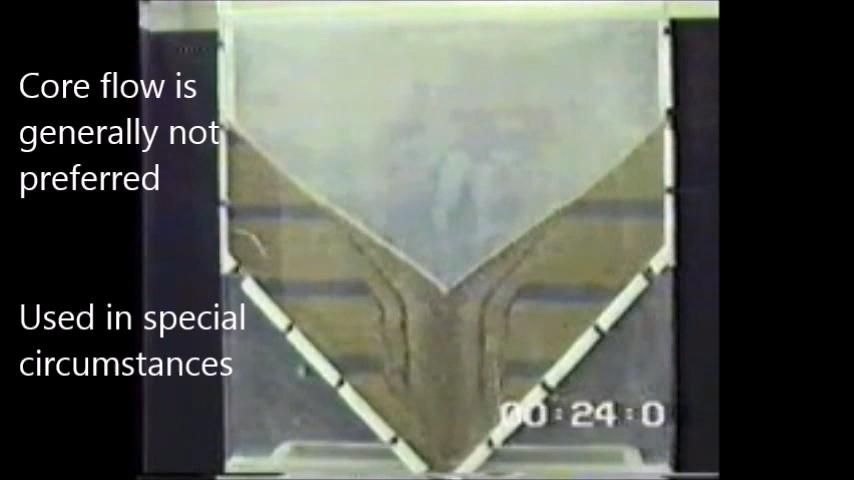 Core flow is
generally not
preferred
Used in special
circumstances
00:24:0